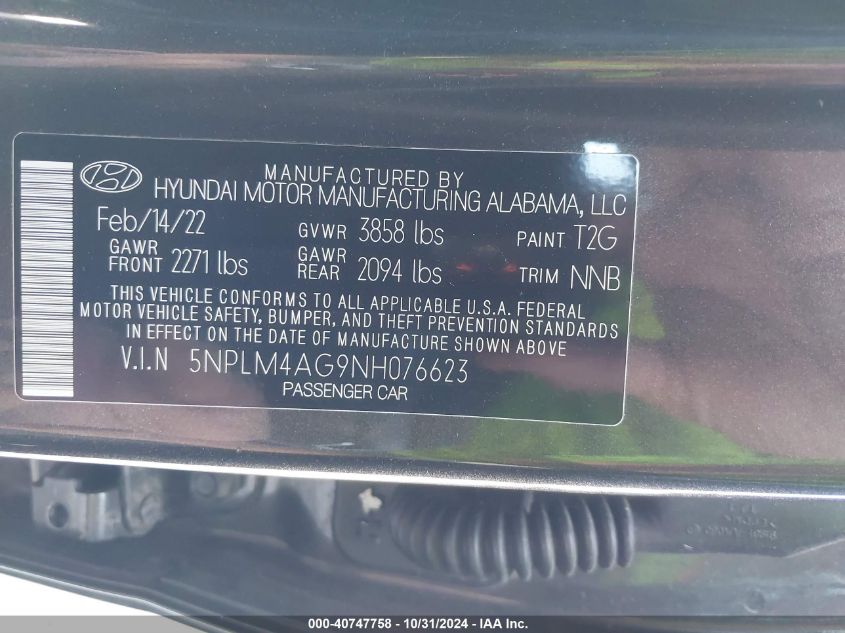 MANUFACTURED BY
HYUNDAI MOTOR MANUFACTURING ALABAMA, LLC
Feb/14/22 GVWR 3858 lbs PAINT T2G
GAWR FRONT 2271 lbs GAWR REAR 2094 lbs TRIM NNB
THIS VEHICLE CONFORMS TO ALL APPLICABLE U.S.A. FEDERAL
MOTOR VEHICLE SAFETY, BUMPER, AND THEFT PREVENTION STANDARDS
IN EFFECT ON THE DATE OF MANUFACTURE SHOWN ABOVE
V.I.N 5NPLM4AG9NH076623
PASSENGER CAR
000-40747758 - 10/31/2024 - IAA Inc.